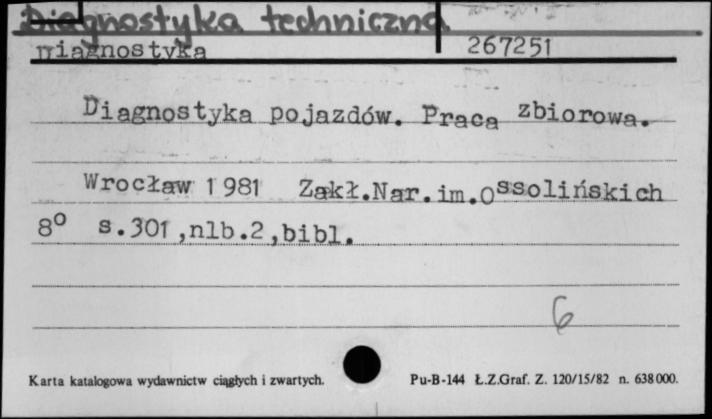 Diagnostyka techniczna
Diagnostyka 267251
Diagnostyka pojazdów. Praca zbiorowa.
Wrocław 1981 Zakł.Nar.im.Ossolińskich
8° s.301,nlb.2,bibl.
6
Karta katalogowa wydawnictw ciągłych i zwartych. Pu-B-144 Ł.Z.Graf. Z. 120/15/82 n. 638000.